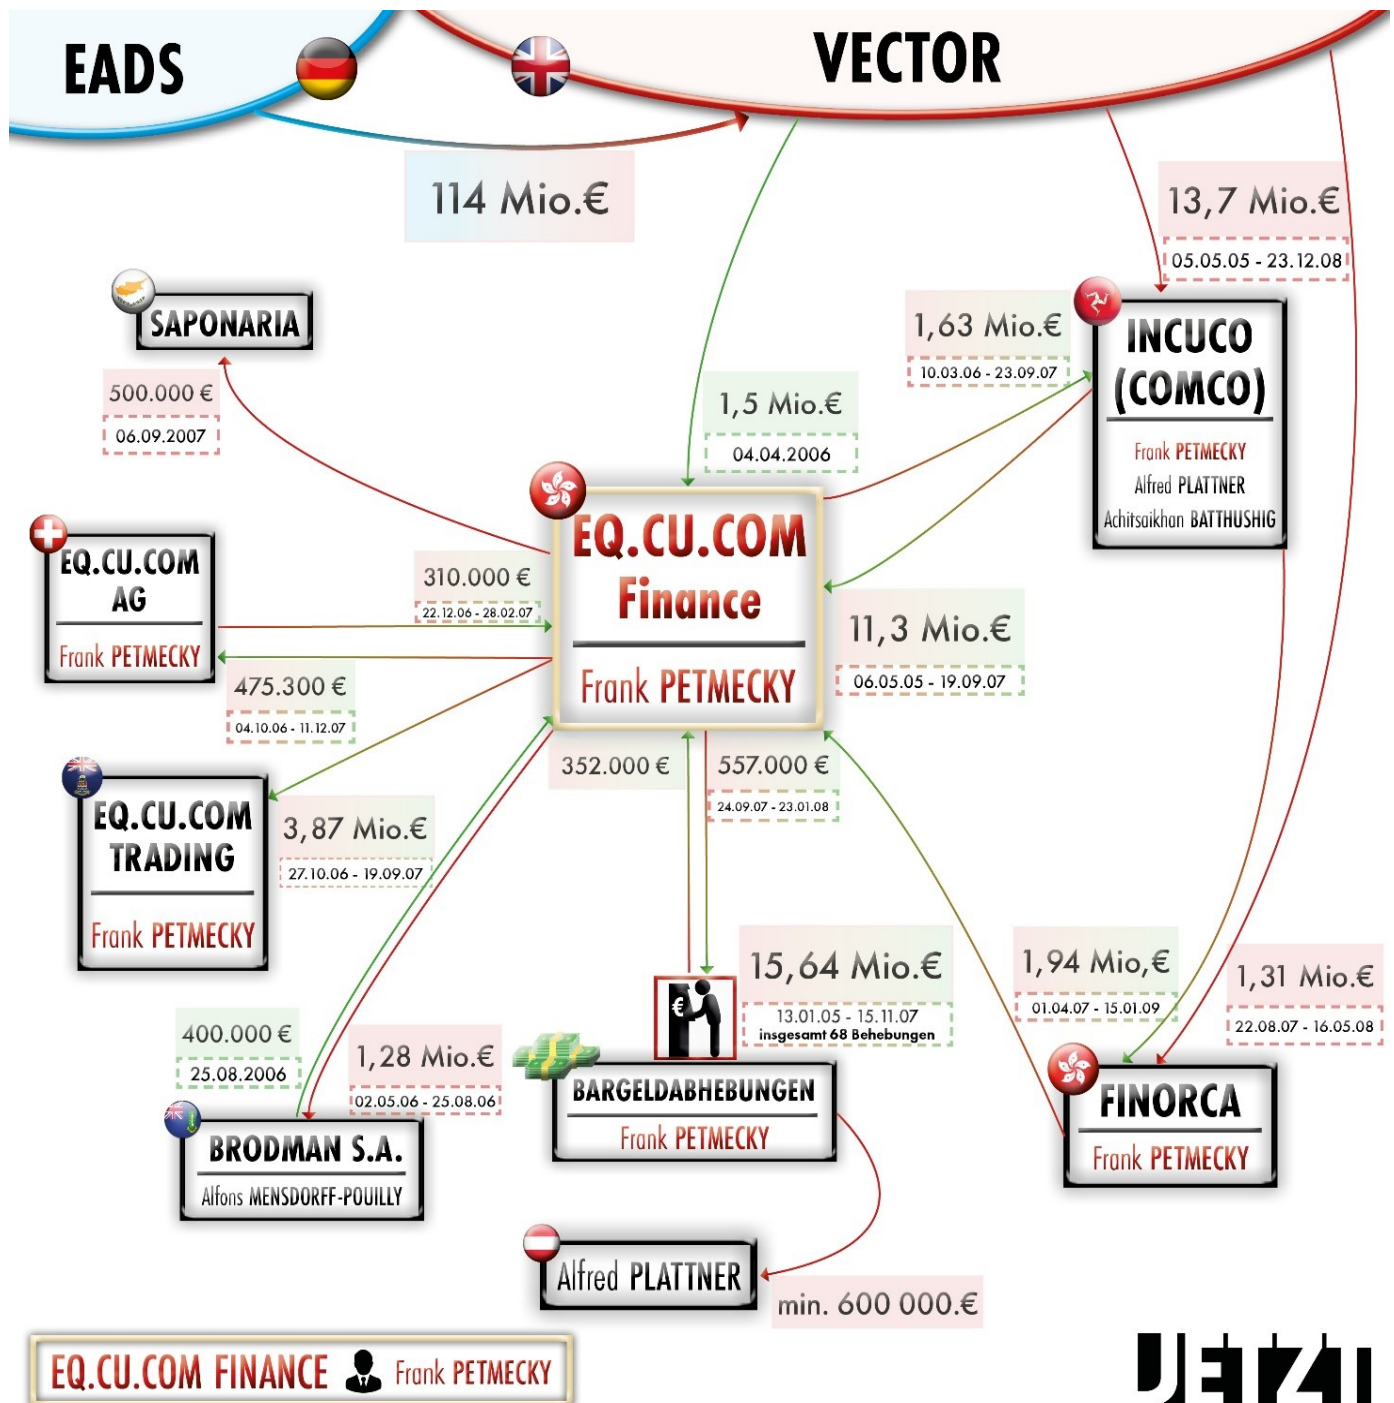 EADS
VECTOR
114 Mio.€
13,7 Mio.€
05.05.05 - 23.12.08
SAPONARIA
500.000 €
06.09.2007
1,63 Mio.€
10.03.06 - 23.09.07
INCUCO
(COMCO)
Frank PETMECKY
Alfred PLATTNER
Achitsaikhan BATTHUSHIG
1,5 Mio.€
04.04.2006
EQ.CU.COM
Finance
Frank PETMECKY
EQ.CU.COM
AG
Frank PETMECKY
310.000 €
22.12.06 - 28.02.07
475.300 €
04.10.06 - 11.12.07
11,3 Mio.€
06.05.05 - 19.09.07
352.000 €
557.000 €
24.09.07 - 23.01.08
EQ.CU.COM
TRADING
Frank PETMECKY
3,87 Mio.€
27.10.06 - 19.09.07
15,64 Mio.€
13.01.05 - 15.11.07
insgesamt 68 Behebungen
€
1,94 Mio,€
01.04.07 - 15.01.09
1,31 Mio.€
22.08.07 - 16.05.08
400.000 €
25.08.2006
1,28 Mio.€
02.05.06 - 25.08.06
BARGELDABHEBUNGEN
Frank PETMECKY
FINORCA
Frank PETMECKY
BRODMAN S.A.
Alfons MENSDORFF-POUILLY
Alfred PLATTNER
min. 600 000.€
EQ.CU.COM FINANCE Frank PETMECKY
JETZT